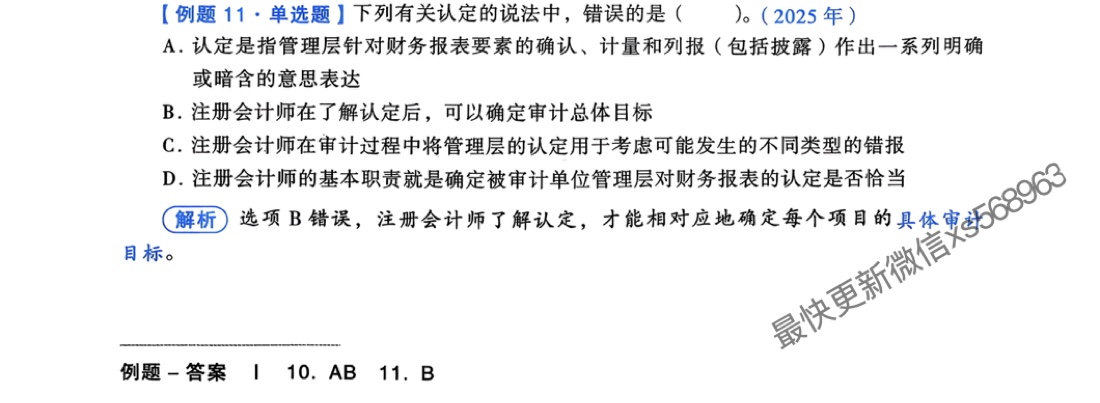 【例题 11·单选题】下列有关认定的说法中，错误的是（　　）。（2025 年）
A. 认定是指管理层针对财务报表要素的确认、计量和列报（包括披露）作出一系列明确
或暗含的意思表达
B. 注册会计师在了解认定后，可以确定审计总体目标
C. 注册会计师在审计过程中将管理层的认定用于考虑可能发生的不同类型的错报
D. 注册会计师的基本职责就是确定被审计单位管理层对财务报表的认定是否恰当
解析 选项 B 错误，注册会计师了解认定，才能相对应地确定每个项目的具体审计
目标。
最快更新微信xs568963
例题 – 答案 | 10. AB 11. B